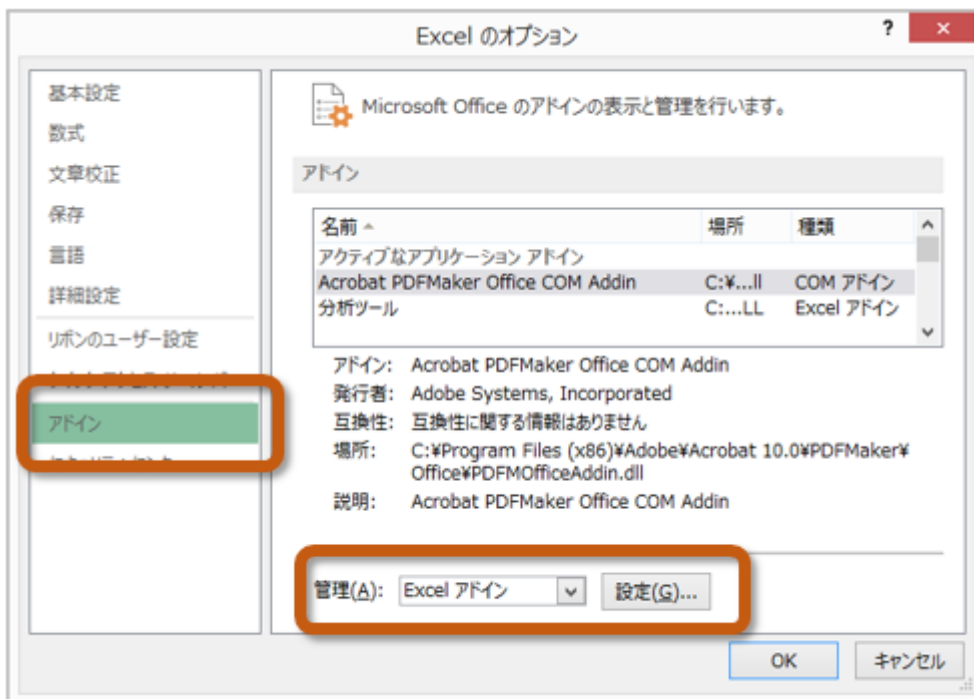 Excel のオプション
?
基本設定
数式
文章校正
保存
言語
詳細設定
リボンのユーザー設定
アドイン
Microsoft Office のアドインの表示と管理を行います。
アドイン
名前 場所 種類
アクティブなアプリケーション アドイン
Acrobat PDFMaker Office COM Addin C:¥...ll COM アドイン
分析ツール C:...LL Excel アドイン
アドイン: Acrobat PDFMaker Office COM Addin
発行者: Adobe Systems, Incorporated
互換性: 互換性に関する情報はありません
場所: C:¥Program Files (x86)¥Adobe¥Acrobat 10.0¥PDFMaker¥
Office¥PDFMOfficeAddin.dll
説明: Acrobat PDFMaker Office COM Addin
管理(A): Excel アドイン 設定(G)...
OK キャンセル